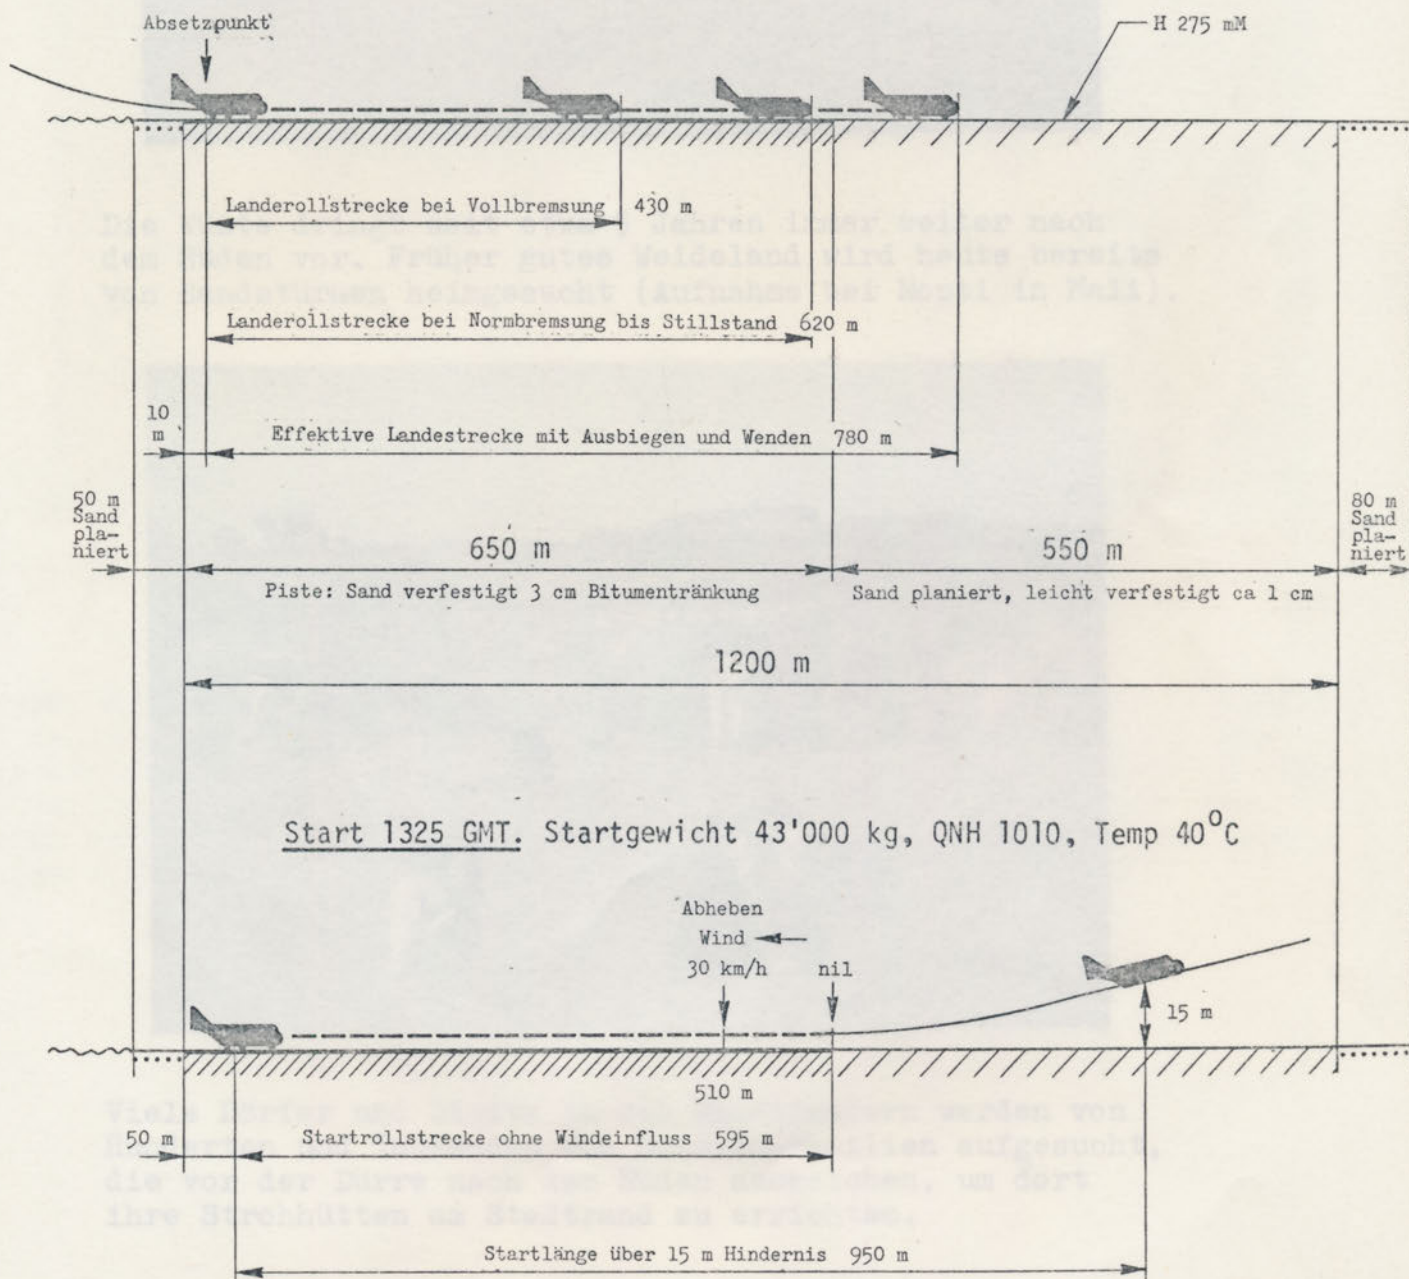 Absetzpunkt
H 275 mM
Landerollstrecke bei Vollbremsung 430 m
Landerollstrecke bei Normbremsung bis Stillstand 620 m
10
m
Effektive Landestrecke mit Ausbiegen und Wenden 780 m
50 m
Sand
pla-
niert
80 m
Sand
pla-
niert
650 m
550 m
Piste: Sand verfestigt 3 cm Bitumentränkung
Sand planiert, leicht verfestigt ca 1 cm
1200 m
Start 1325 GMT. Startgewicht 43'000 kg, QNH 1010, Temp 40°C
Abheben
Wind
30 km/h nil
15 m
510 m
50 m
Startrollstrecke ohne Windeinfluss 595 m
Startlänge über 15 m Hindernis 950 m